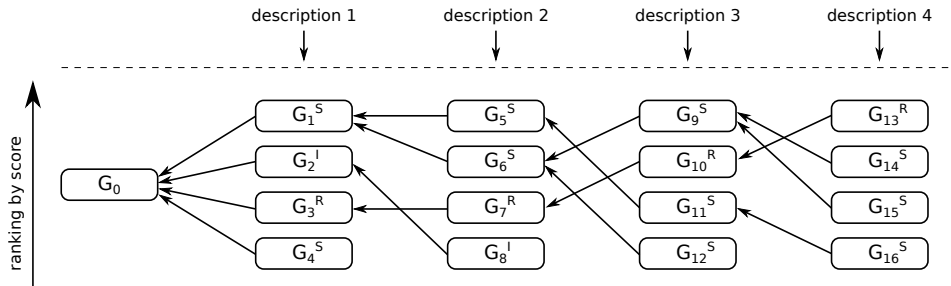 description 1 description 2 description 3 description 4
ranking by score
G₁ˢ G₅ˢ G₉ˢ G₁₃ᴿ
G₂ᴵ G₆ˢ G₁₀ᴿ G₁₄ˢ
G₀
G₃ᴿ G₇ᴿ G₁₁ˢ G₁₅ˢ
G₄ˢ G₈ᴵ G₁₂ˢ G₁₆ˢ